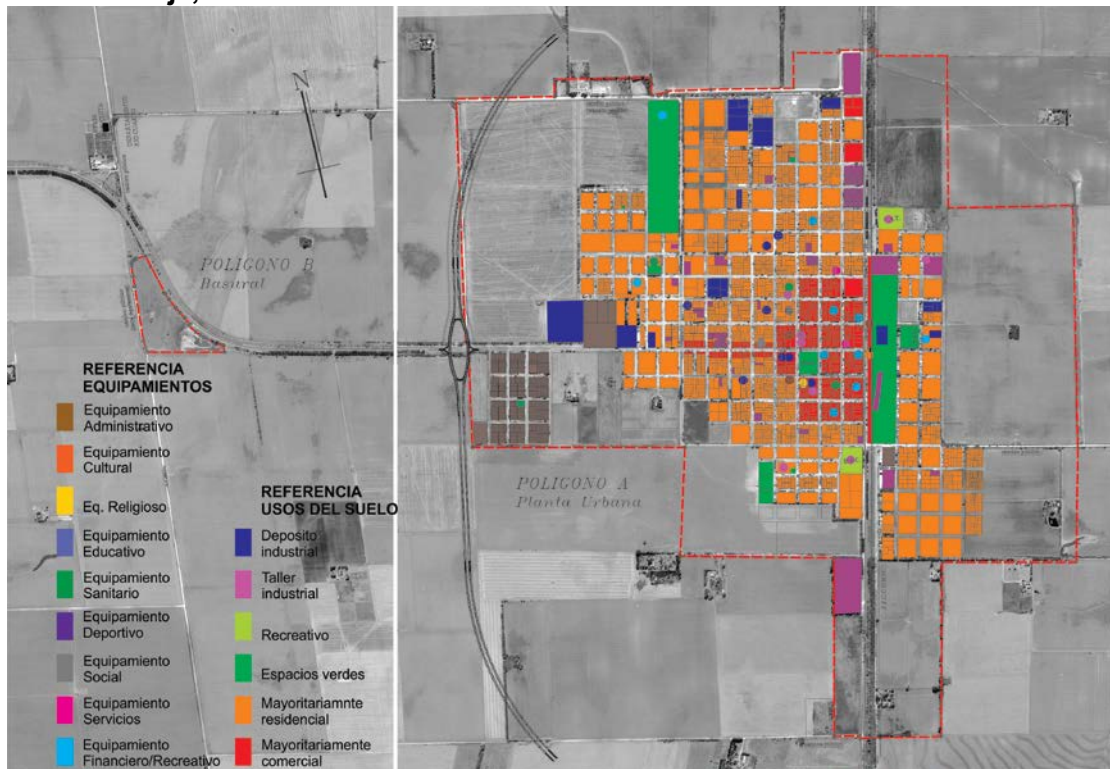 N
POLÍGONO B
Basural
REFERENCIA
EQUIPAMIENTOS
Equipamiento
Administrativo
Equipamiento
Cultural
Eq. Religioso
Equipamiento
Educativo
Equipamiento
Sanitario
Equipamiento
Deportivo
Equipamiento
Social
Equipamiento
Servicios
Equipamiento
Financiero/Recreativo
REFERENCIA
USOS DEL SUELO
Deposito
industrial
Taller
industrial
Recreativo
Espacios verdes
Mayoritariamnte
residencial
Mayoritariamente
comercial
POLIGONO A
Planta Urbana